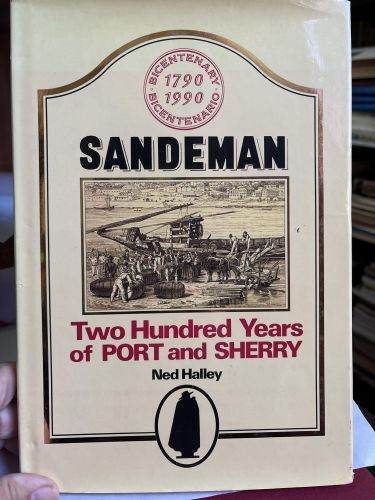 BICENTENARY
1790
1990
BICENTENARIO
SANDEMAN
Two Hundred Years
of PORT and SHERRY
Ned Halley